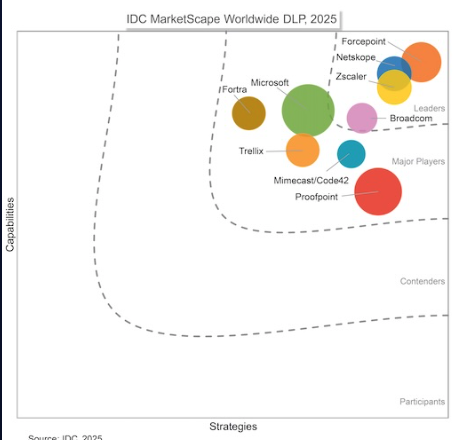 IDC MarketScape Worldwide DLP, 2025
Forcepoint
Netskope
Zscaler
Microsoft
Fortra
Leaders
Broadcom
Trellix
Major Players
Mimecast/Code42
Proofpoint
Capabilities
Contenders
Participants
Strategies
Source: IDC, 2025